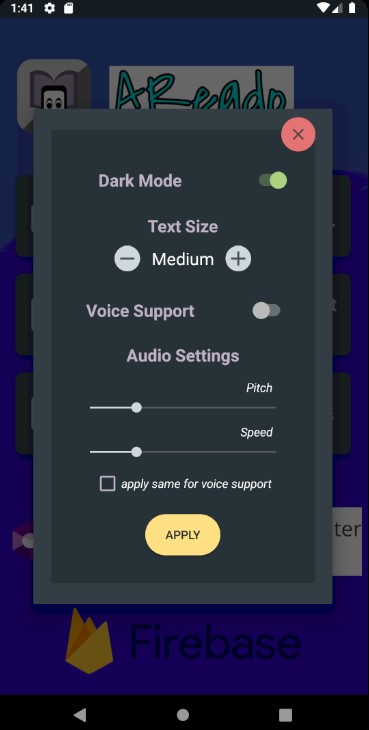 1:41
AReado
Dark Mode
Text Size
Medium
Voice Support
Audio Settings
Pitch
Speed
apply same for voice support
APPLY
ter
Firebase